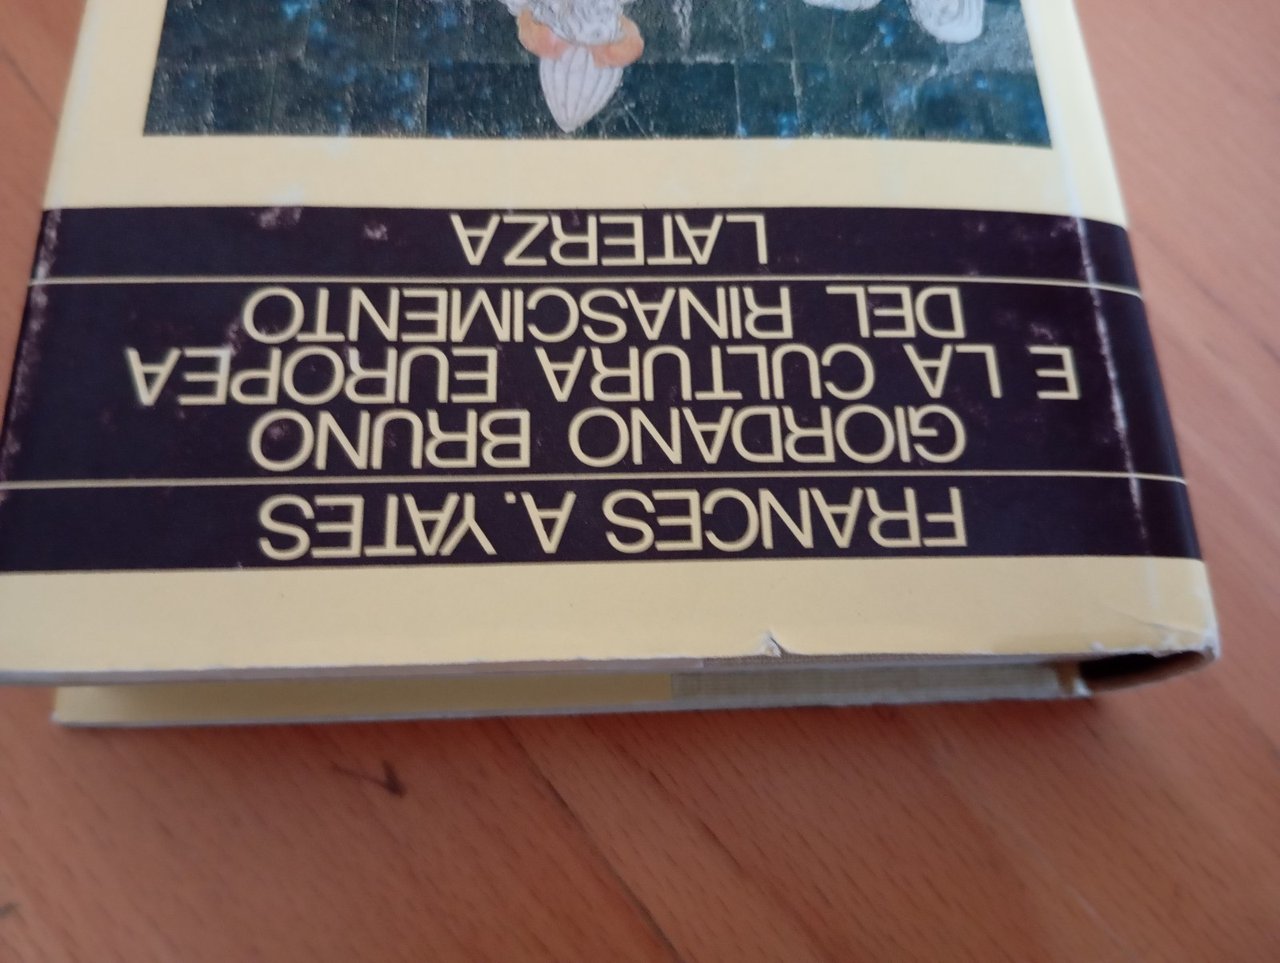 FRANCES A. YATES
GIORDANO BRUNO
E LA CULTURA EUROPEA
DEL RINASCIMENTO
LATERZA